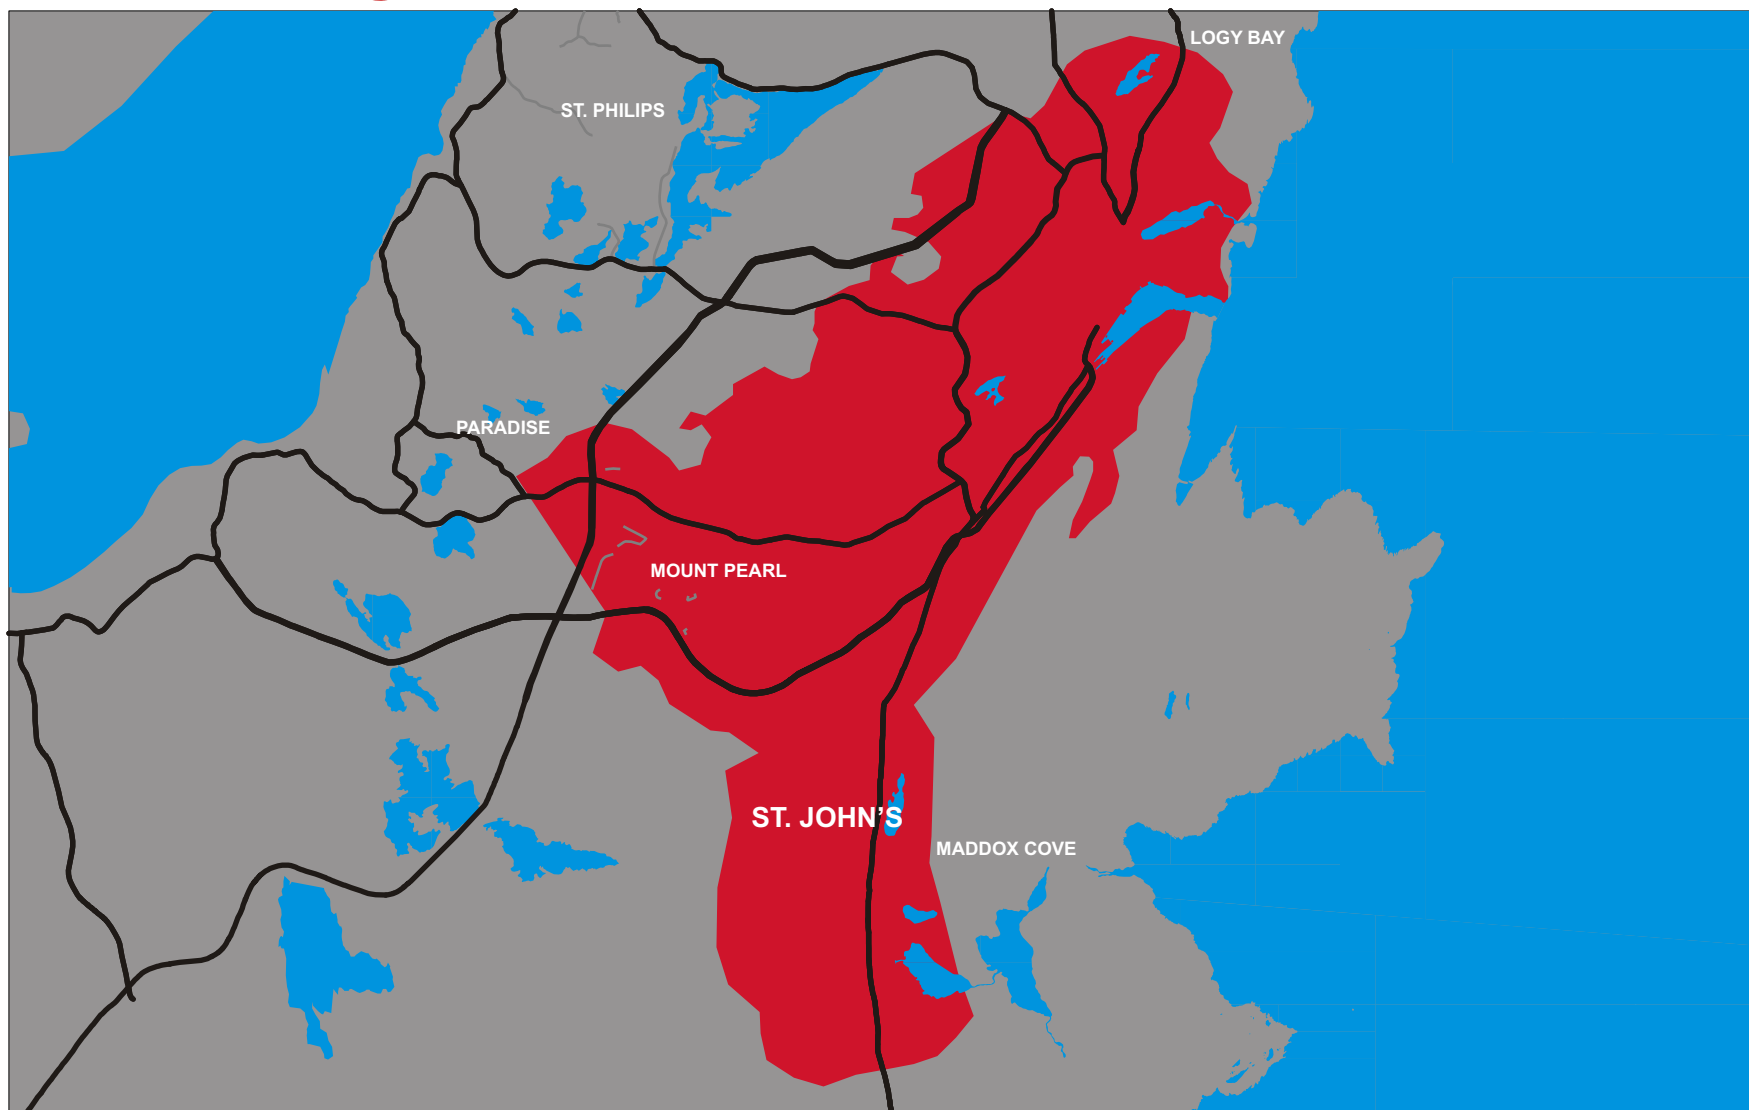 LOGY BAY
ST. PHILIPS
PARADISE
MOUNT PEARL
ST. JOHN'S
MADDOX COVE